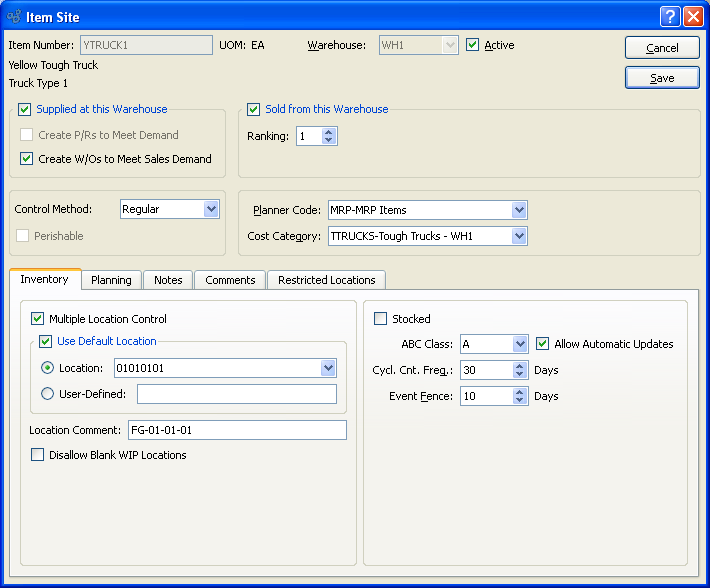 Item Site
Item Number: YTRUCK1 UOM: EA Warehouse: WH1 Active
Cancel
Yellow Tough Truck
Truck Type 1
Save
Supplied at this Warehouse
Create P/Rs to Meet Demand
Create W/Os to Meet Sales Demand
Sold from this Warehouse
Ranking: 1
Control Method: Regular
Perishable
Planner Code: MRP-MRP Items
Cost Category: TTRUCKS-Tough Trucks - WH1
Inventory Planning Notes Comments Restricted Locations
Multiple Location Control
Use Default Location
Location: 01010101
User-Defined:
Location Comment: FG-01-01-01
Disallow Blank WIP Locations
Stocked
ABC Class: A Allow Automatic Updates
Cycl. Cnt. Freq.: 30 Days
Event Fence: 10 Days